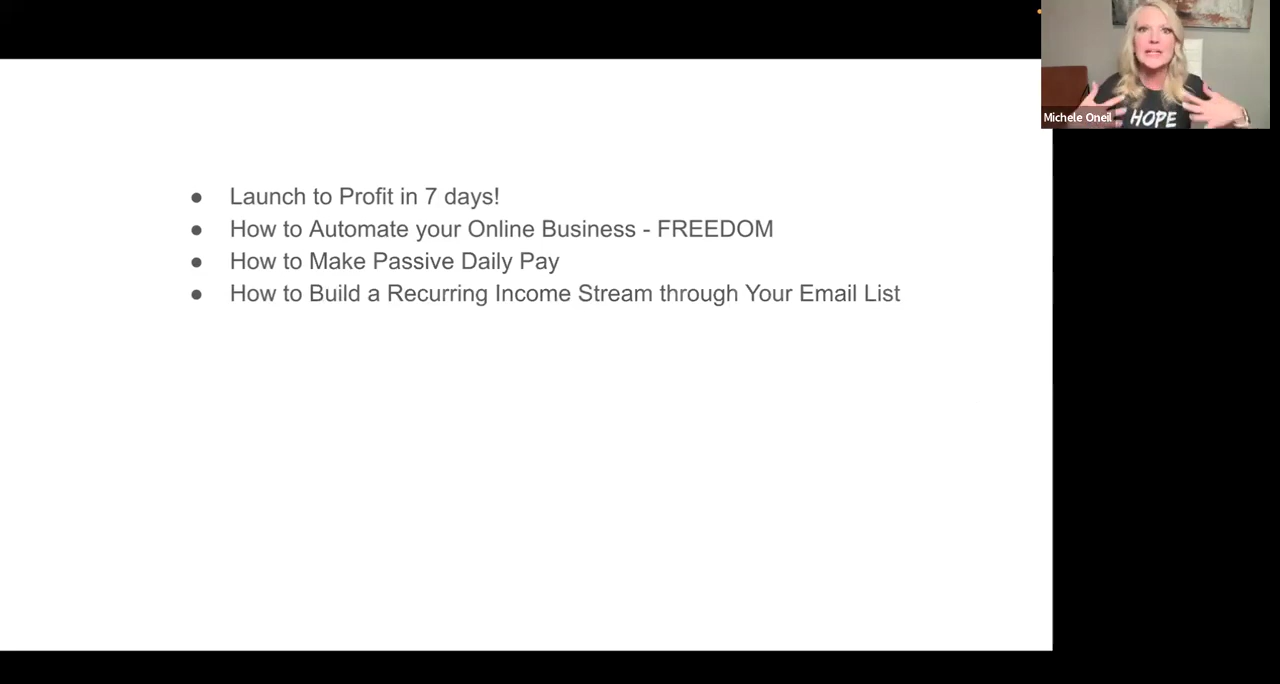 Michele Oneil
HOPE
● Launch to Profit in 7 days!
● How to Automate your Online Business - FREEDOM
● How to Make Passive Daily Pay
● How to Build a Recurring Income Stream through Your Email List